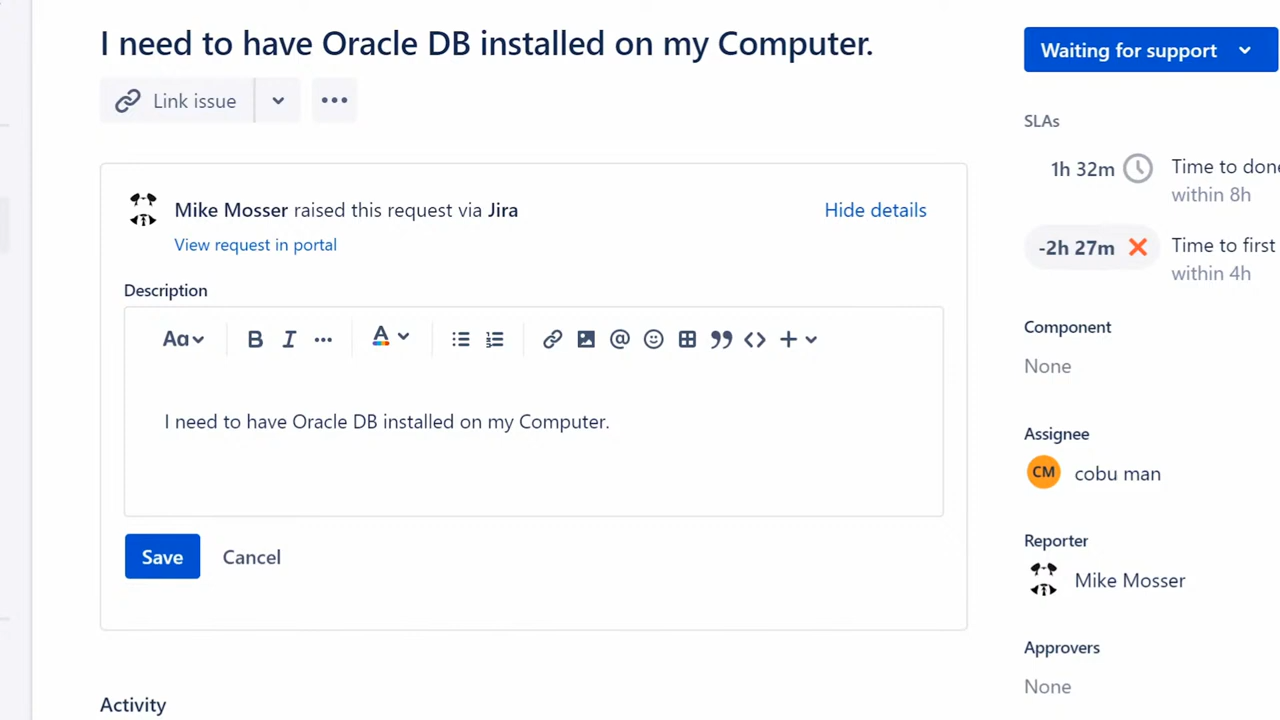 I need to have Oracle DB installed on my Computer.
Link issue
Mike Mosser raised this request via Jira
Hide details
View request in portal
Description
Aa
B I A
I need to have Oracle DB installed on my Computer.
Save Cancel
Activity
Waiting for support
SLAs
1h 32m Time to done
within 8h
-2h 27m Time to first
within 4h
Component
None
Assignee
CM cobu man
Reporter
Mike Mosser
Approvers
None